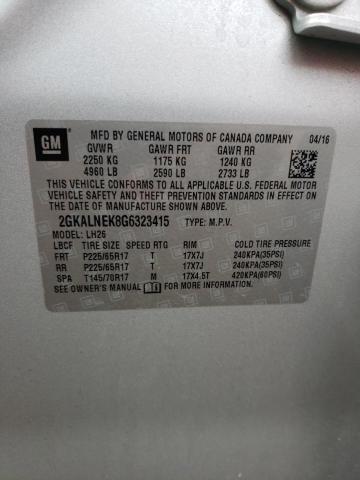 GM
MFD BY GENERAL MOTORS OF CANADA COMPANY 04/16
GVWR GAWR FRT GAWR RR
2250 KG 1175 KG 1240 KG
4960 LB 2590 LB 2733 LB
THIS VEHICLE CONFORMS TO ALL APPLICABLE U.S. FEDERAL MOTOR
VEHICLE SAFETY AND THEFT PREVENTION STANDARDS IN EFFECT ON
THE DATE OF MANUFACTURE SHOWN ABOVE.
2GKALNEK8G6323415 TYPE: M.P.V.
MODEL: LH26
LBCF TIRE SIZE SPEED RTG RIM COLD TIRE PRESSURE
FRT P225/65R17 T 17X7J 240KPA(35PSI)
RR P225/65R17 T 17X7J 240KPA(35PSI)
SPA T145/70R17 M 17X4.5T 420KPA(60PSI)
SEE OWNER'S MANUAL FOR MORE INFORMATION.